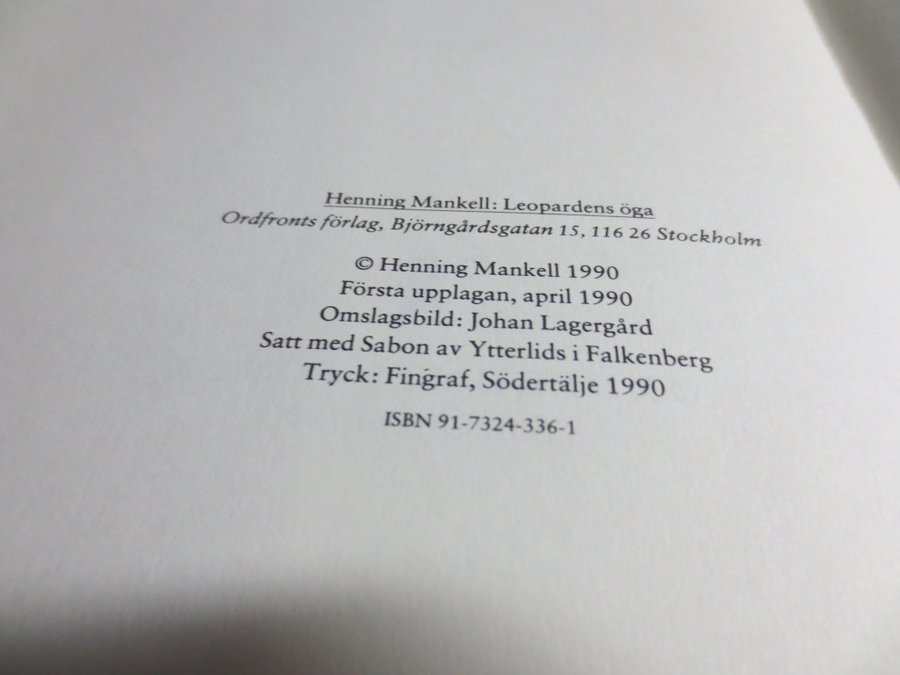 Henning Mankell: Leopardens öga
Ordfronts förlag, Björngårdsgatan 15, 116 26 Stockholm
© Henning Mankell 1990
Första upplagan, april 1990
Omslagsbild: Johan Lagergård
Satt med Sabon av Ytterlids i Falkenberg
Tryck: Fingraf, Södertälje 1990
ISBN 91-7324-336-1